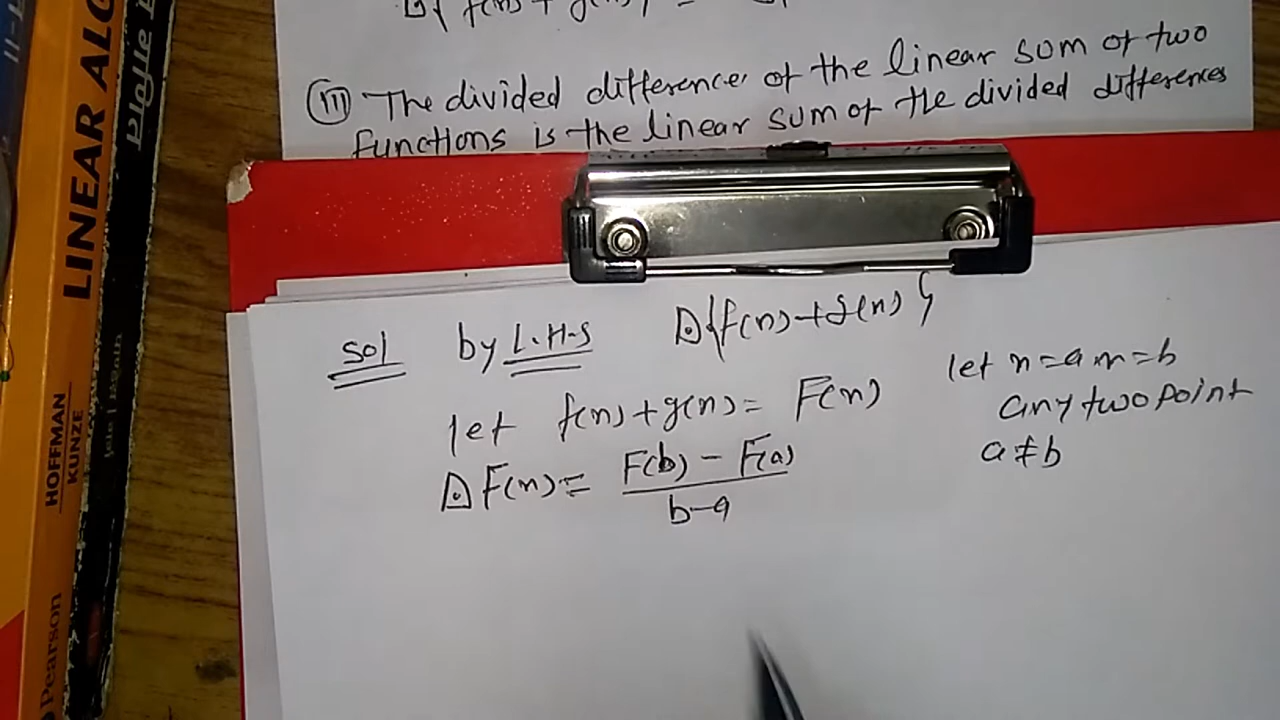 (iii) The divided difference of the linear sum of two
functions is the linear sum of the divided differences
Sol by L.H.S ⍋{f(n)+g(n)}
let n=a n=b
any two point
a≠b
let f(n)+g(n)= F(n)
⍋F(n)= F(b) - F(a)
b-a
LINEAR ALG
HOFFMAN
KUNZE
Pearson